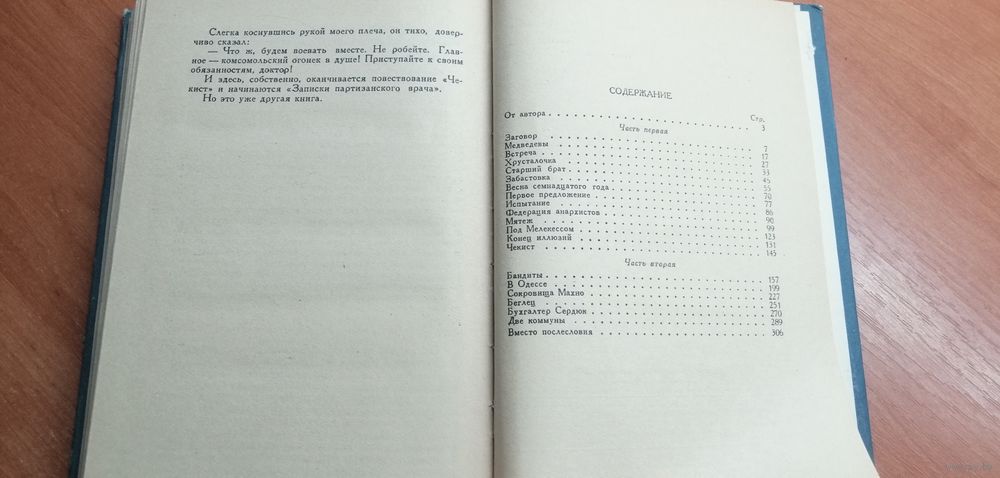 Слегка коснувшись рукой моего плеча, он тихо, довер-
чиво сказал:
— Что ж, будем воевать вместе. Не робейте. Глав-
ное — комсомольский огонек в душе! Приступайте к своим
обязанностям, доктор!
И здесь, собственно, оканчивается повествование «Че-
кист» и начинаются «Записки партизанского врача».
Но это уже другая книга.
СОДЕРЖАНИЕ
Стр.
От автора . . . 3
Часть первая
Заговор . . . 7
Медведевы . . . 17
Встреча . . . 27
Хрусталочка . . . 33
Старший брат . . . 45
Забастовка . . . 55
Весна семнадцатого года . . . 70
Первое предложение . . . 77
Испытание . . . 86
Федерация анархистов . . . 90
Мятеж . . . 99
Под Мелекессом . . . 123
Конец иллюзий . . . 131
Чекист . . . 145
Часть вторая
Бандиты . . . 157
В Одессе . . . 199
Сокровища Махно . . . 227
Беглец . . . 251
Бухгалтер Сердюк . . . 270
Две коммуны . . . 289
Вместо послесловия . . . 306